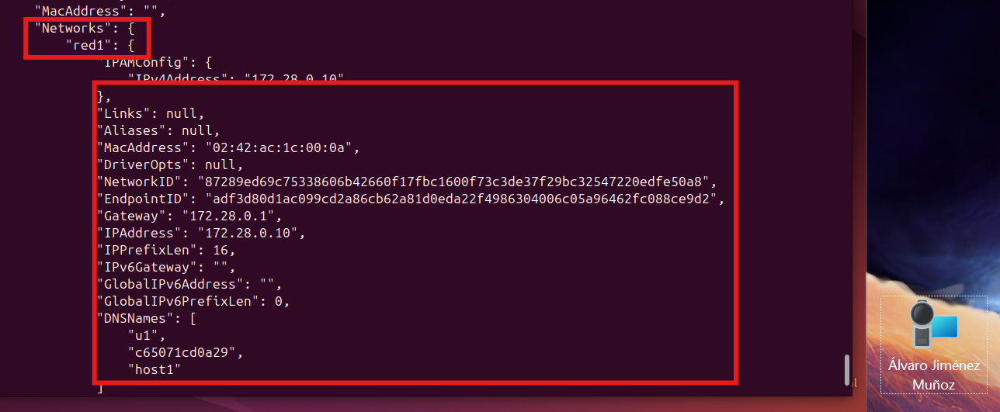 "MacAddress": "",
"Networks": {
"red1": {
"IPAMConfig": {
"IPv4Address": "172.28.0.10"
},
"Links": null,
"Aliases": null,
"MacAddress": "02:42:ac:1c:00:0a",
"DriverOpts": null,
"NetworkID": "87289ed69c75338606b42660f17fbc1600f73c3de37f29bc32547220edfe50a8",
"EndpointID": "adf3d80d1ac099cd2a86cb62a81d0eda22f4986304006c05a96462fc088ce9d2",
"Gateway": "172.28.0.1",
"IPAddress": "172.28.0.10",
"IPPrefixLen": 16,
"IPv6Gateway": "",
"GlobalIPv6Address": "",
"GlobalIPv6PrefixLen": 0,
"DNSNames": [
"u1",
"c65071cd0a29",
"host1"
]
Álvaro Jiménez
Muñoz